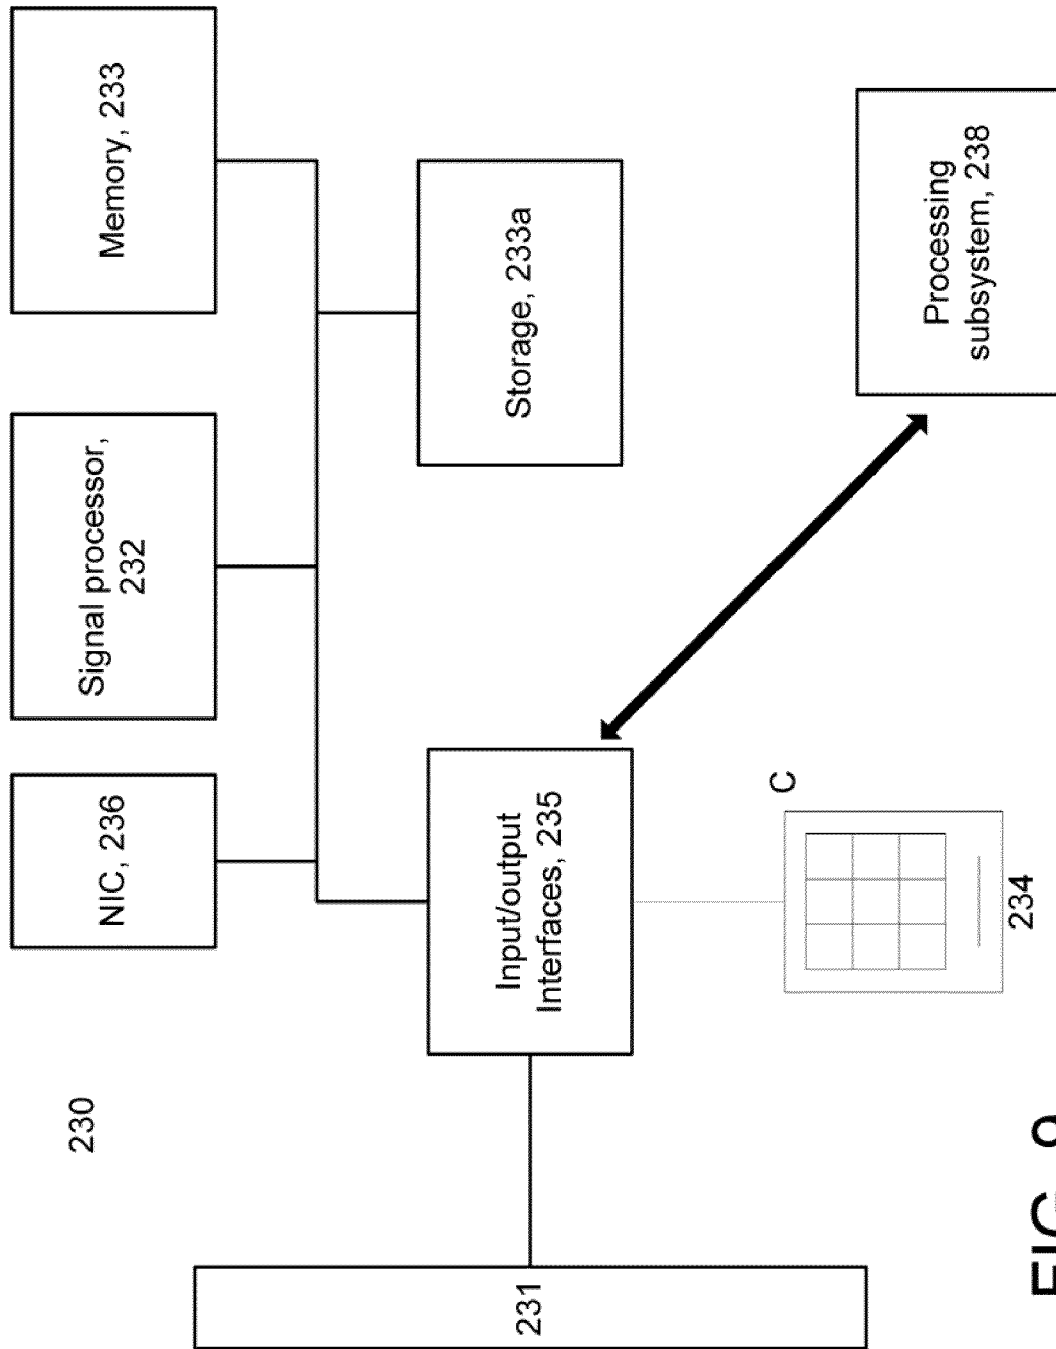 230
NIC, 236
Signal processor,
232
Memory, 233
231
Input/output
Interfaces, 235
Storage, 233a
C
234
Processing
subsystem, 238
FIG